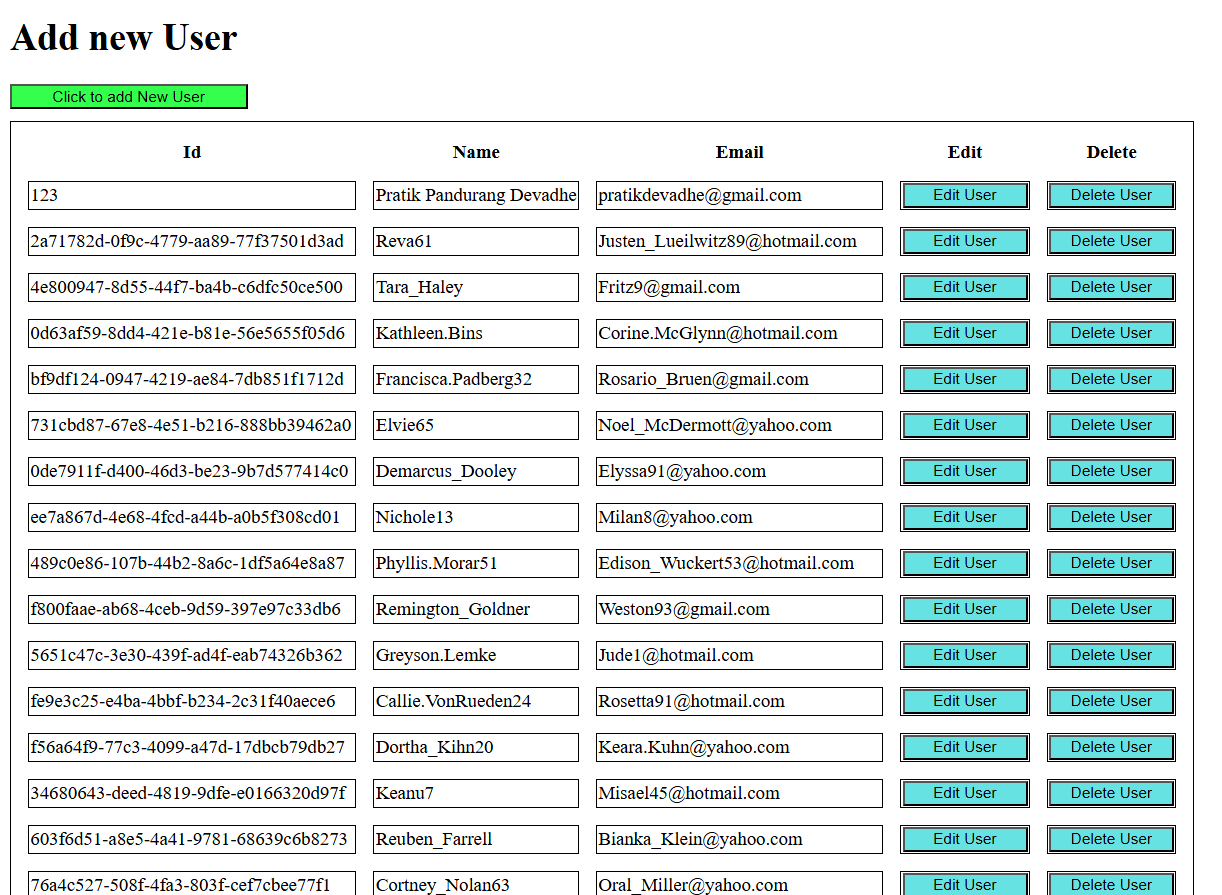 Add new User
Click to add New User
Id Name Email Edit Delete
123 Pratik Pandurang Devadhe pratikdevadhe@gmail.com Edit User Delete User
2a71782d-0f9c-4779-aa89-77f37501d3ad Reva61 Justen_Lueilwitz89@hotmail.com Edit User Delete User
4e800947-8d55-44f7-ba4b-c6dfc50ce500 Tara_Haley Fritz9@gmail.com Edit User Delete User
0d63af59-8dd4-421e-b81e-56e5655f05d6 Kathleen.Bins Corine.McGlynn@hotmail.com Edit User Delete User
bf9df124-0947-4219-ae84-7db851f1712d Francisca.Padberg32 Rosario_Bruen@gmail.com Edit User Delete User
731cbd87-67e8-4e51-b216-888bb39462a0 Elvie65 Noel_McDermott@yahoo.com Edit User Delete User
0de7911f-d400-46d3-be23-9b7d577414c0 Demarcus_Dooley Elyssa91@yahoo.com Edit User Delete User
ee7a867d-4e68-4fcd-a44b-a0b5f308cd01 Nichole13 Milan8@yahoo.com Edit User Delete User
489c0e86-107b-44b2-8a6c-1df5a64e8a87 Phyllis.Morar51 Edison_Wuckert53@hotmail.com Edit User Delete User
f800faae-ab68-4ceb-9d59-397e97c33db6 Remington_Goldner Weston93@gmail.com Edit User Delete User
5651c47c-3e30-439f-ad4f-eab74326b362 Greyson.Lemke Jude1@hotmail.com Edit User Delete User
fe9e3c25-e4ba-4bbf-b234-2c31f40aece6 Callie.VonRueden24 Rosetta91@hotmail.com Edit User Delete User
f56a64f9-77c3-4099-a47d-17dbcb79db27 Dortha_Kihn20 Keara.Kuhn@yahoo.com Edit User Delete User
34680643-deed-4819-9dfe-e0166320d97f Keanu7 Misael45@hotmail.com Edit User Delete User
603f6d51-a8e5-4a41-9781-68639c6b8273 Reuben_Farrell Bianka_Klein@yahoo.com Edit User Delete User
76a4c527-508f-4fa3-803f-cef7cbee77f1 Cortney_Nolan63 Oral_Miller@yahoo.com Edit User Delete User